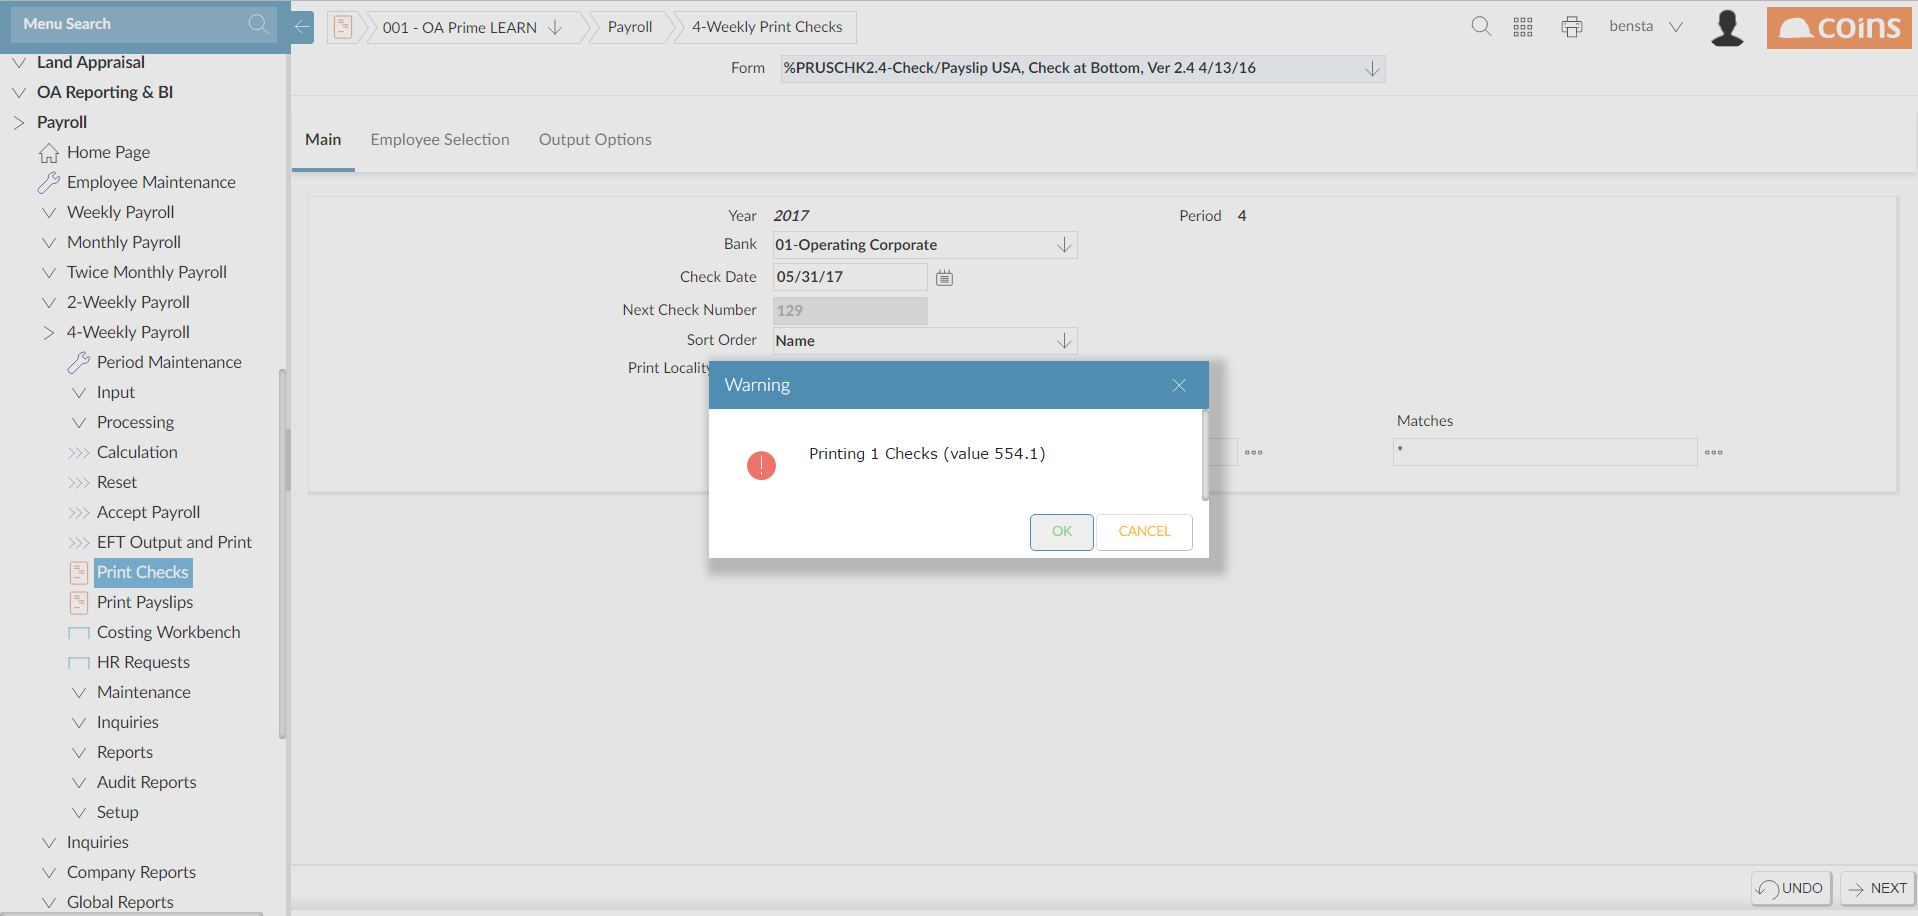 Menu Search
001 - OA Prime LEARN
Payroll
4-Weekly Print Checks
bensta
coins
Form %PRUSCHK2.4-Check/Payslip USA, Check at Bottom, Ver 2.4 4/13/16
Land Appraisal
OA Reporting & BI
Payroll
Home Page
Employee Maintenance
Weekly Payroll
Monthly Payroll
Twice Monthly Payroll
2-Weekly Payroll
4-Weekly Payroll
Period Maintenance
Input
Processing
Calculation
Reset
Accept Payroll
EFT Output and Print
Print Checks
Print Payslips
Costing Workbench
HR Requests
Maintenance
Inquiries
Reports
Audit Reports
Setup
Inquiries
Company Reports
Global Reports
Main
Employee Selection
Output Options
Year 2017
Period 4
Bank 01-Operating Corporate
Check Date 05/31/17
Next Check Number 129
Sort Order Name
Print Locality
Matches
*
Warning
Printing 1 Checks (value 554.1)
OK
CANCEL
UNDO
NEXT